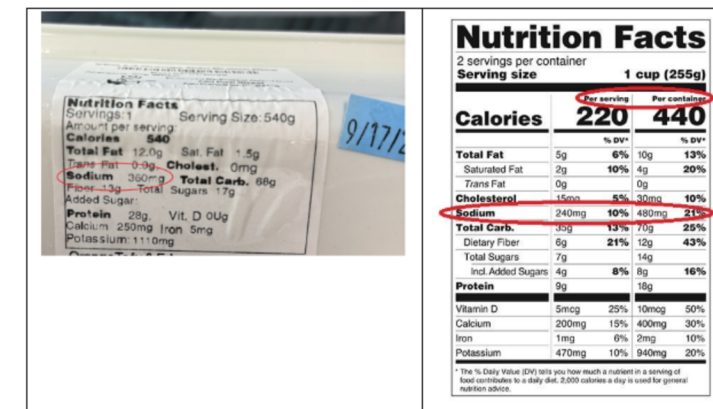 Nutrition Facts
Servings:1 Serving Size:540g
Amount per serving:
Calories 540
Total Fat 12.0g Sat. Fat 1.5g
Trans Fat 0.0g, Cholest. 0mg
Sodium 360mg Total Carb. 68g
Fiber 13g Total Sugars 17g
Added Sugar:
Protein 28g, Vit. D 0Ug
Calcium 250mg Iron 5mg
Potassium: 1110mg
9/17/2
Nutrition Facts
2 servings per container
Serving size 1 cup (255g)
Per serving Per container
Calories 220 440
% DV* % DV*
Total Fat 5g 6% 10g 13%
Saturated Fat 2g 10% 4g 20%
Trans Fat 0g 0g
Cholesterol 15mg 5% 30mg 10%
Sodium 240mg 10% 480mg 21%
Total Carb. 35g 13% 70g 25%
Dietary Fiber 6g 21% 12g 43%
Total Sugars 7g 14g
Incl. Added Sugars 4g 8% 8g 16%
Protein 9g 18g
Vitamin D 5mcg 25% 10mcg 50%
Calcium 200mg 15% 400mg 30%
Iron 1mg 6% 2mg 10%
Potassium 470mg 10% 940mg 20%
* The % Daily Value (DV) tells you how much a nutrient in a serving of
food contributes to a daily diet. 2,000 calories a day is used for general
nutrition advice.